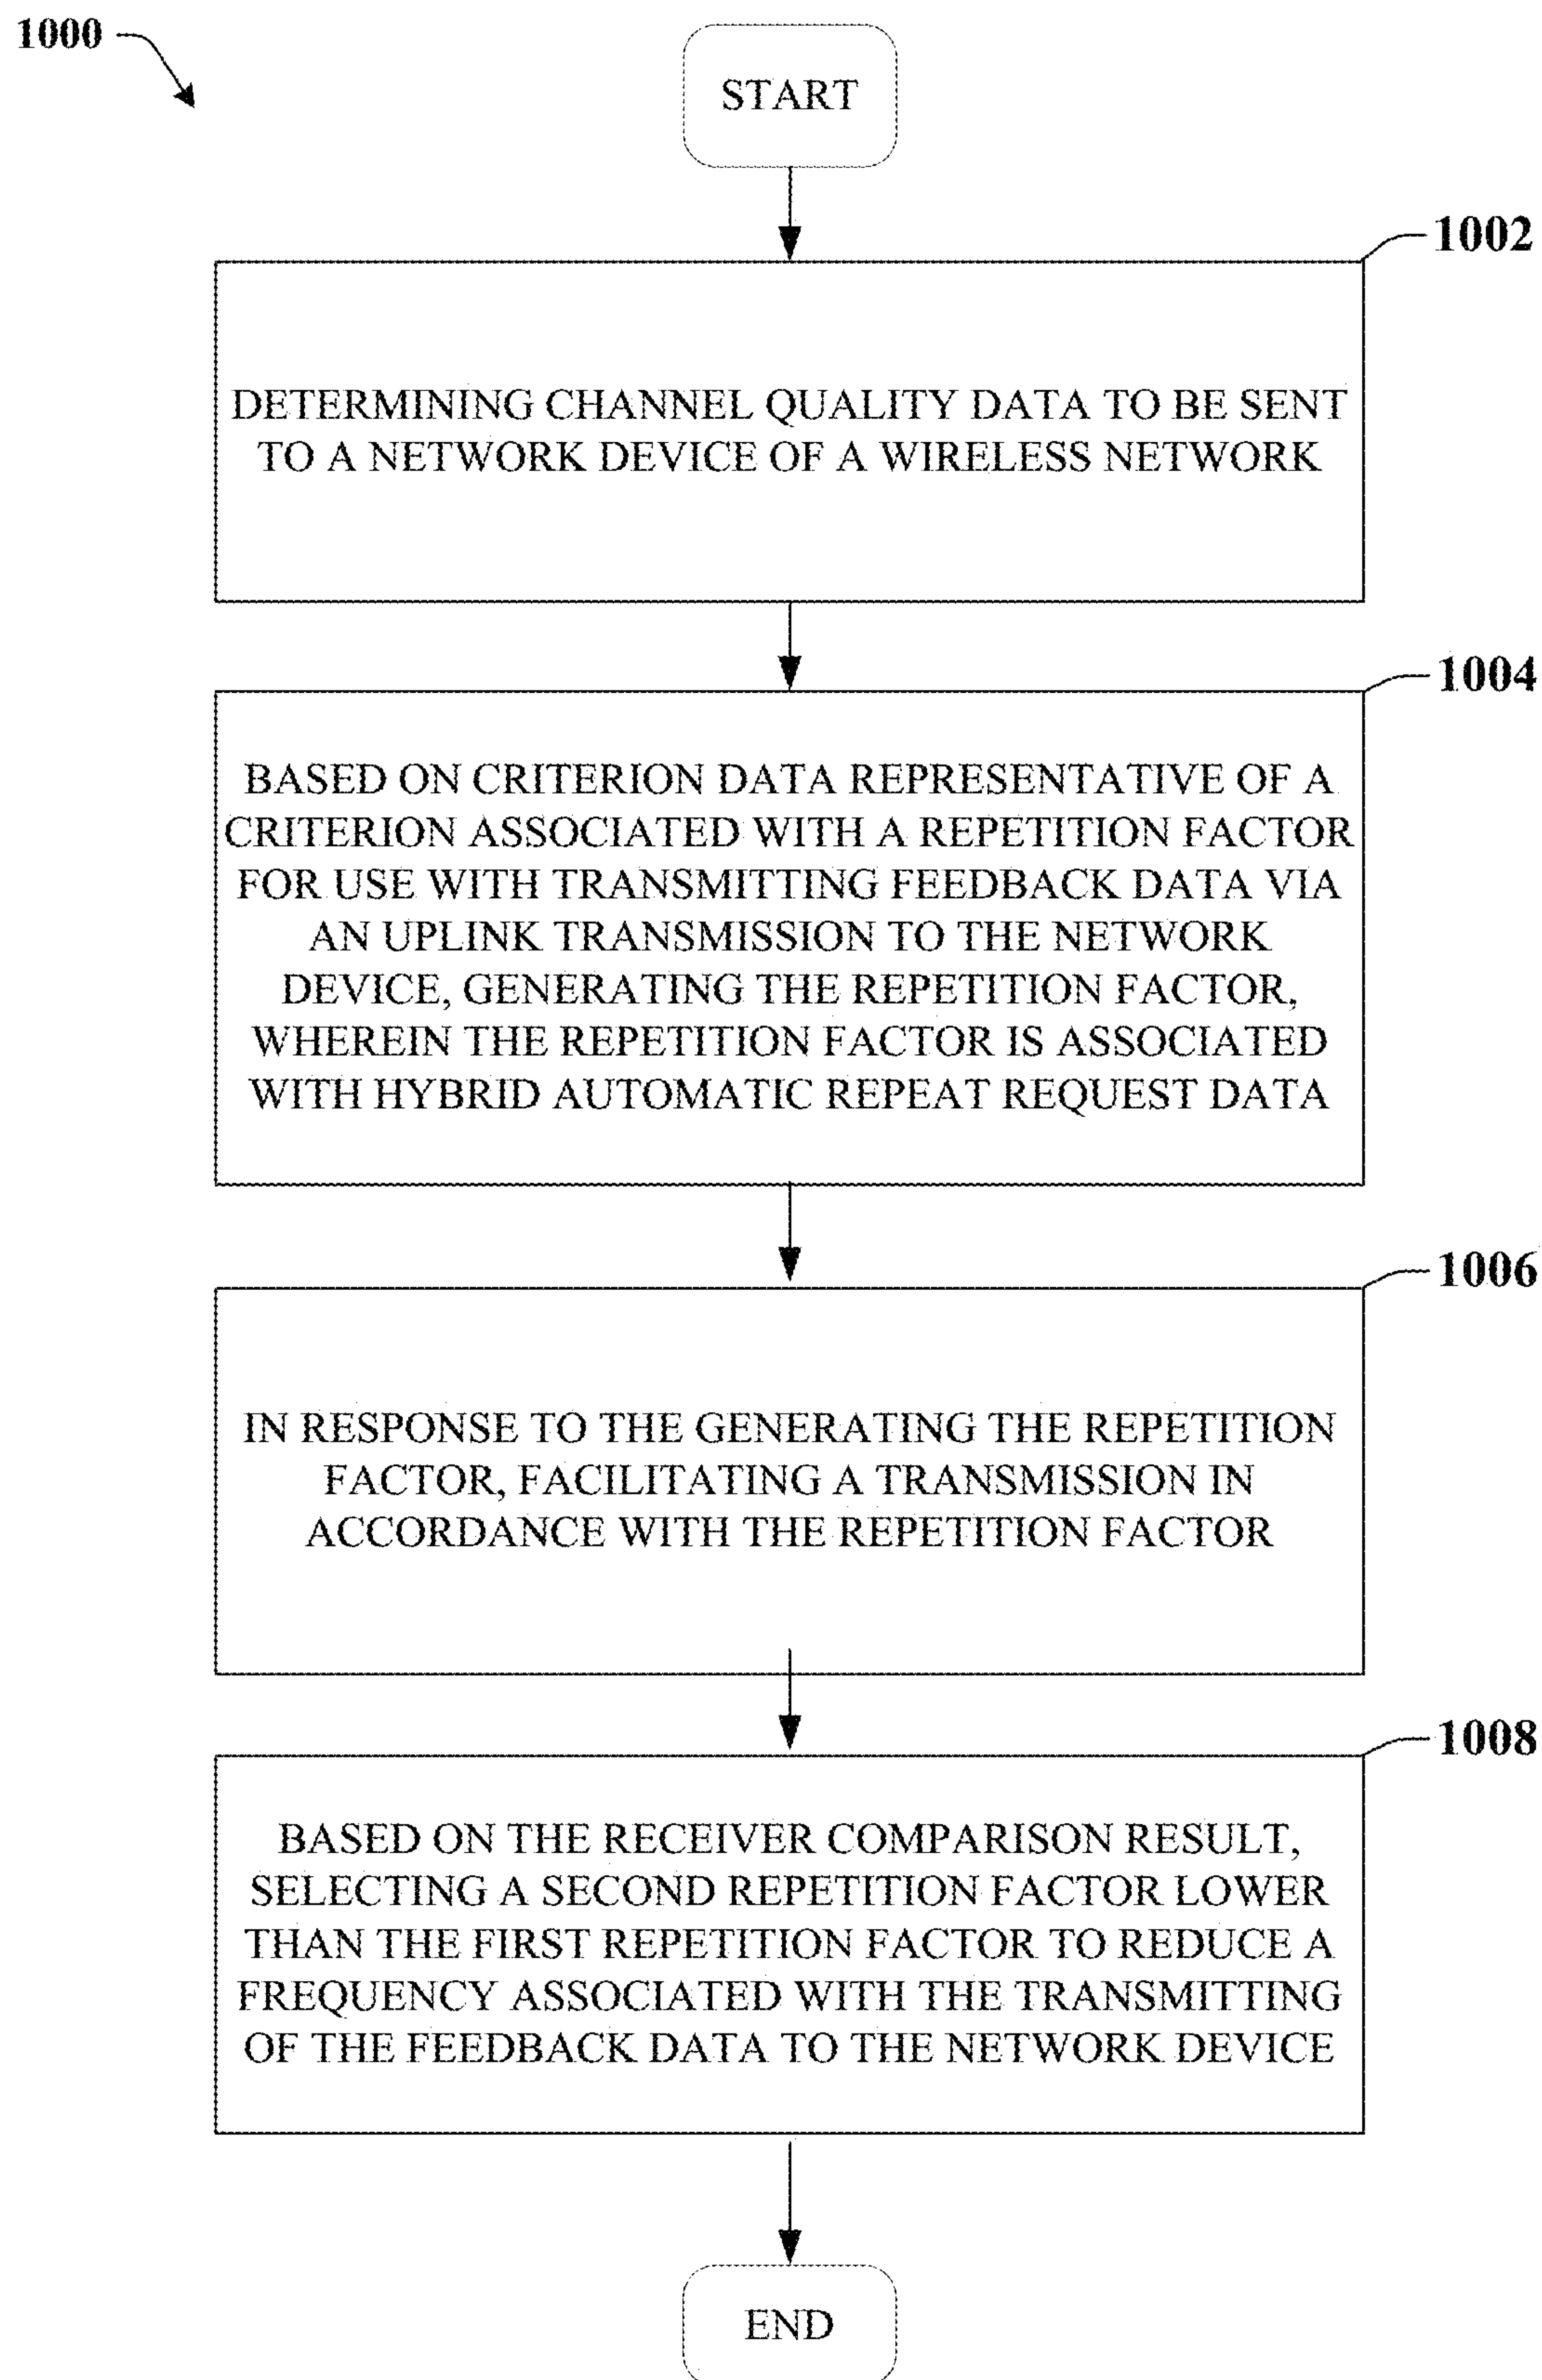 1000
START
1002
DETERMINING CHANNEL QUALITY DATA TO BE SENT
TO A NETWORK DEVICE OF A WIRELESS NETWORK
1004
BASED ON CRITERION DATA REPRESENTATIVE OF A
CRITERION ASSOCIATED WITH A REPETITION FACTOR
FOR USE WITH TRANSMITTING FEEDBACK DATA VIA
AN UPLINK TRANSMISSION TO THE NETWORK
DEVICE, GENERATING THE REPETITION FACTOR,
WHEREIN THE REPETITION FACTOR IS ASSOCIATED
WITH HYBRID AUTOMATIC REPEAT REQUEST DATA
1006
IN RESPONSE TO THE GENERATING THE REPETITION
FACTOR, FACILITATING A TRANSMISSION IN
ACCORDANCE WITH THE REPETITION FACTOR
1008
BASED ON THE RECEIVER COMPARISON RESULT,
SELECTING A SECOND REPETITION FACTOR LOWER
THAN THE FIRST REPETITION FACTOR TO REDUCE A
FREQUENCY ASSOCIATED WITH THE TRANSMITTING
OF THE FEEDBACK DATA TO THE NETWORK DEVICE
END